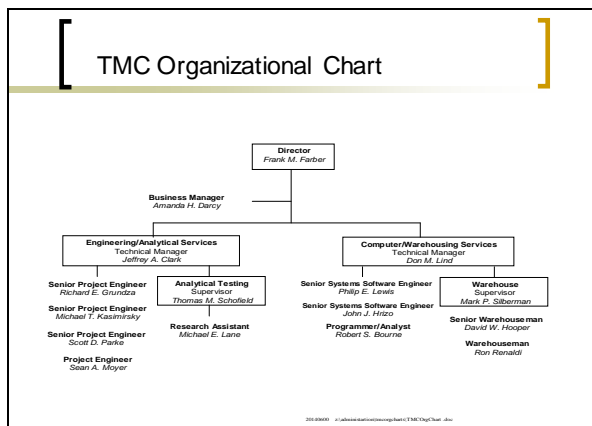 TMC Organizational Chart
Director
Frank M. Farber
Business Manager
Amanda H. Darcy
Engineering/Analytical Services
Technical Manager
Jeffrey A. Clark
Senior Project Engineer
Richard E. Grundza
Senior Project Engineer
Michael T. Kasimirsky
Senior Project Engineer
Scott D. Parke
Project Engineer
Sean A. Moyer
Analytical Testing
Supervisor
Thomas M. Schofield
Research Assistant
Michael E. Lane
Computer/Warehousing Services
Technical Manager
Don M. Lind
Senior Systems Software Engineer
Philip E. Lewis
Senior Systems Software Engineer
John J. Hrizo
Programmer/Analyst
Robert S. Bourne
Warehouse
Supervisor
Mark P. Silberman
Senior Warehouseman
David W. Hooper
Warehouseman
Ron Renaldi